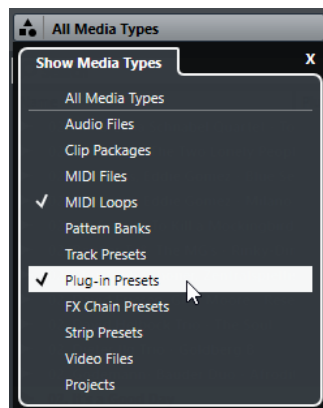 All Media Types
Show Media Types X
All Media Types
Audio Files
Clip Packages
MIDI Files
MIDI Loops
Pattern Banks
Track Presets
Plug-in Presets
FX Chain Presets
Strip Presets
Video Files
Projects